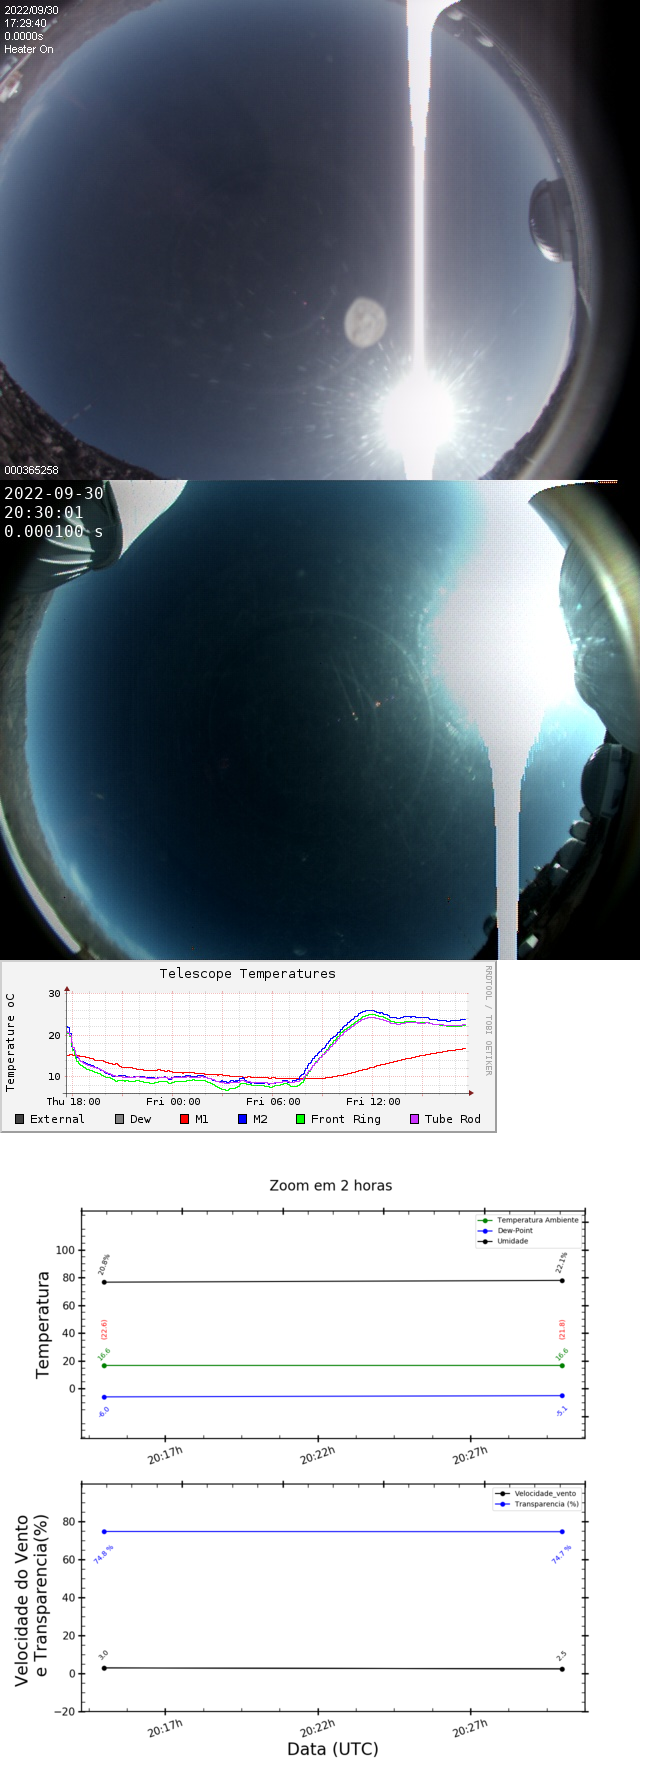 2022/09/30
17:29:40
0.0000s
Heater On
000365258
2022-09-30
20:30:01
0.000100 s
Telescope Temperatures
RRDTOOL / TOBI OETIKER
Temperature oC
30
20
10
Thu 18:00 Fri 00:00 Fri 06:00 Fri 12:00
External Dew M1 M2 Front Ring Tube Rod
Zoom em 2 horas
Temperatura Ambiente
Dew-Point
Umidade
Temperatura
100
80
60
40
20
0
20.8%
22.1%
(22.6)
(21.8)
16.6
16.6
-6.0
-5.1
20:17h 20:22h 20:27h
Velocidade_vento
Transparencia (%)
Velocidade do Vento
e Transparencia(%)
80
60
40
20
0
−20
74.8 %
74.7 %
3.0
2.5
20:17h 20:22h 20:27h
Data (UTC)